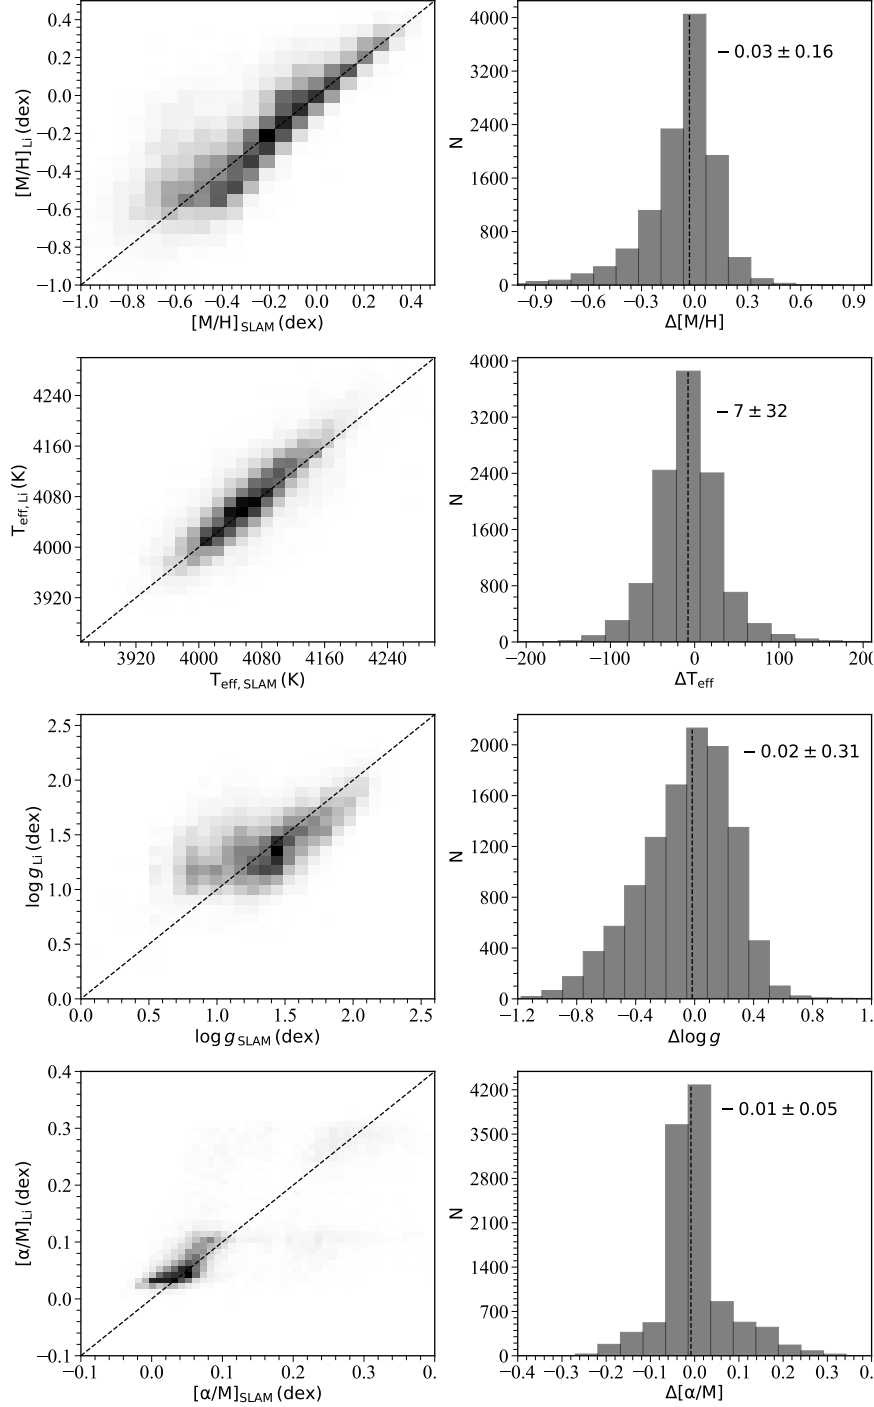 0.4
0.2
0.0
−0.2
−0.4
−0.6
−0.8
−1.0
[M/H]Li (dex)
−1.0 −0.8 −0.6 −0.4 −0.2 0.0 0.2 0.4
[M/H]SLAM (dex)
4000
3200
2400
1600
800
0
N
− 0.03 ± 0.16
−0.9 −0.6 −0.3 0.0 0.3 0.6 0.9
Δ[M/H]
4240
4160
4080
4000
3920
Teff, Li (K)
3920 4000 4080 4160 4240
Teff, SLAM (K)
4000
3200
2400
1600
800
0
N
− 7 ± 32
−200 −100 0 100 200
ΔTeff
2.5
2.0
1.5
1.0
0.5
0.0
log g Li (dex)
0.0 0.5 1.0 1.5 2.0 2.5
log g SLAM (dex)
2000
1600
1200
800
400
0
N
− 0.02 ± 0.31
−1.2 −0.8 −0.4 0.0 0.4 0.8 1.
Δlog g
0.4
0.3
0.2
0.1
0.0
−0.1
[α/M]Li (dex)
−0.1 0.0 0.1 0.2 0.3 0.
[α/M]SLAM (dex)
4200
3500
2800
2100
1400
700
0
N
− 0.01 ± 0.05
−0.4 −0.3 −0.2 −0.1 0.0 0.1 0.2 0.3 0.
Δ[α/M]